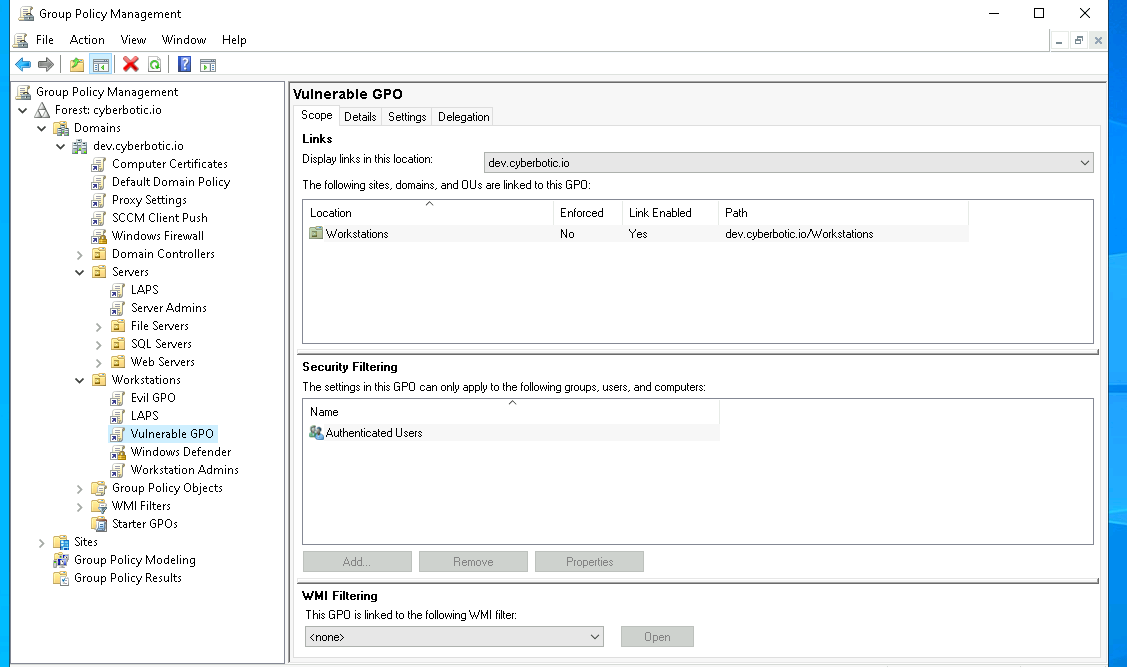 Group Policy Management
File Action View Window Help
Group Policy Management
Forest: cyberbotic.io
Domains
dev.cyberbotic.io
Computer Certificates
Default Domain Policy
Proxy Settings
SCCM Client Push
Windows Firewall
Domain Controllers
Servers
LAPS
Server Admins
File Servers
SQL Servers
Web Servers
Workstations
Evil GPO
LAPS
Vulnerable GPO
Windows Defender
Workstation Admins
Group Policy Objects
WMI Filters
Starter GPOs
Sites
Group Policy Modeling
Group Policy Results
Vulnerable GPO
Scope Details Settings Delegation
Links
Display links in this location: dev.cyberbotic.io
The following sites, domains, and OUs are linked to this GPO:
Location Enforced Link Enabled Path
Workstations No Yes dev.cyberbotic.io/Workstations
Security Filtering
The settings in this GPO can only apply to the following groups, users, and computers:
Name
Authenticated Users
Add... Remove Properties
WMI Filtering
This GPO is linked to the following WMI filter:
<none> Open